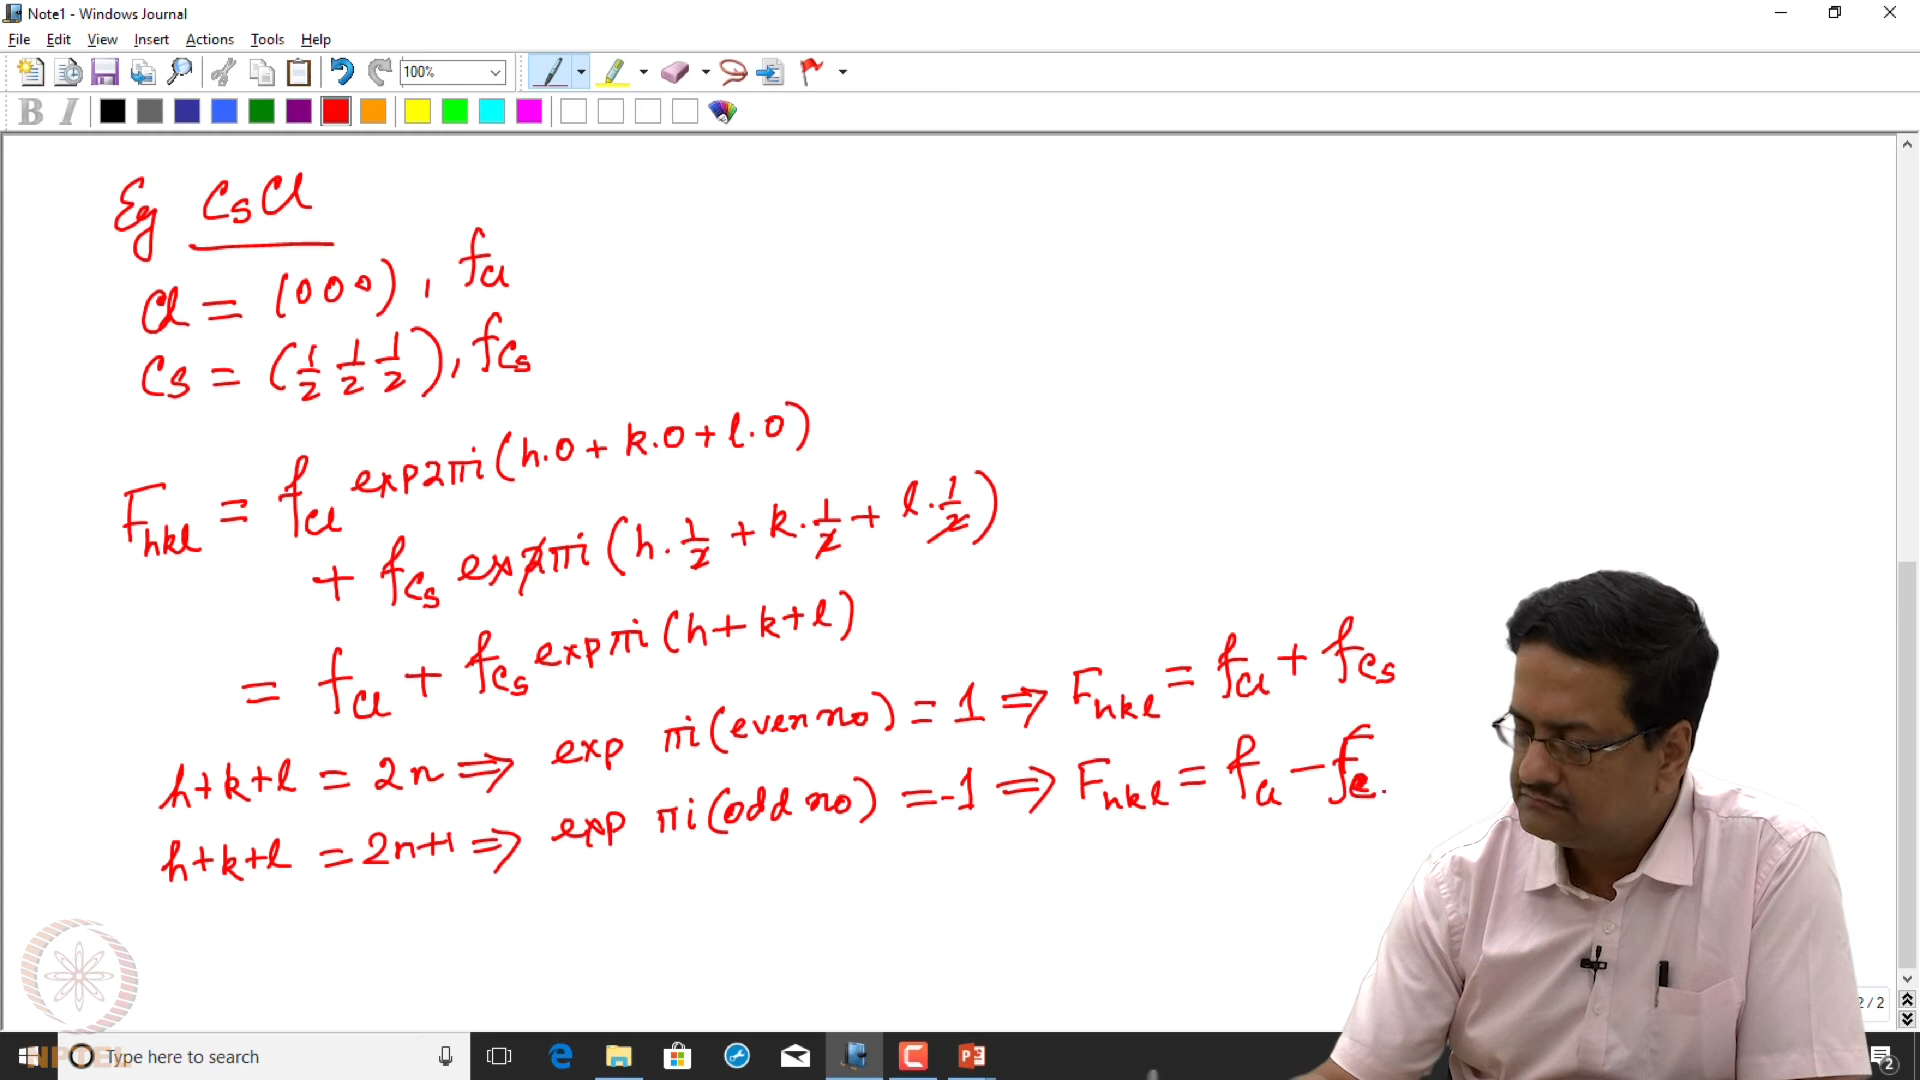 Note1 - Windows Journal
File Edit View Insert Actions Tools Help
100%
B I
Eg CsCl
Cl = (000), fCl
Cs = (1/2 1/2 1/2), fCs
Fhkl = fCl exp2πi(h.0 + k.0 + l.0)
+ fCs exp2πi(h.1/2 + k.1/2 + l.1/2)
= fCl + fCs expπi(h+k+l)
h+k+l = 2n ⇒ exp πi(even no) = 1 ⇒ Fhkl = fCl + fCs
h+k+l = 2n+1 ⇒ exp πi(odd no) = -1 ⇒ Fhkl = fCl -
2/2
NPTEL
Type here to search
2